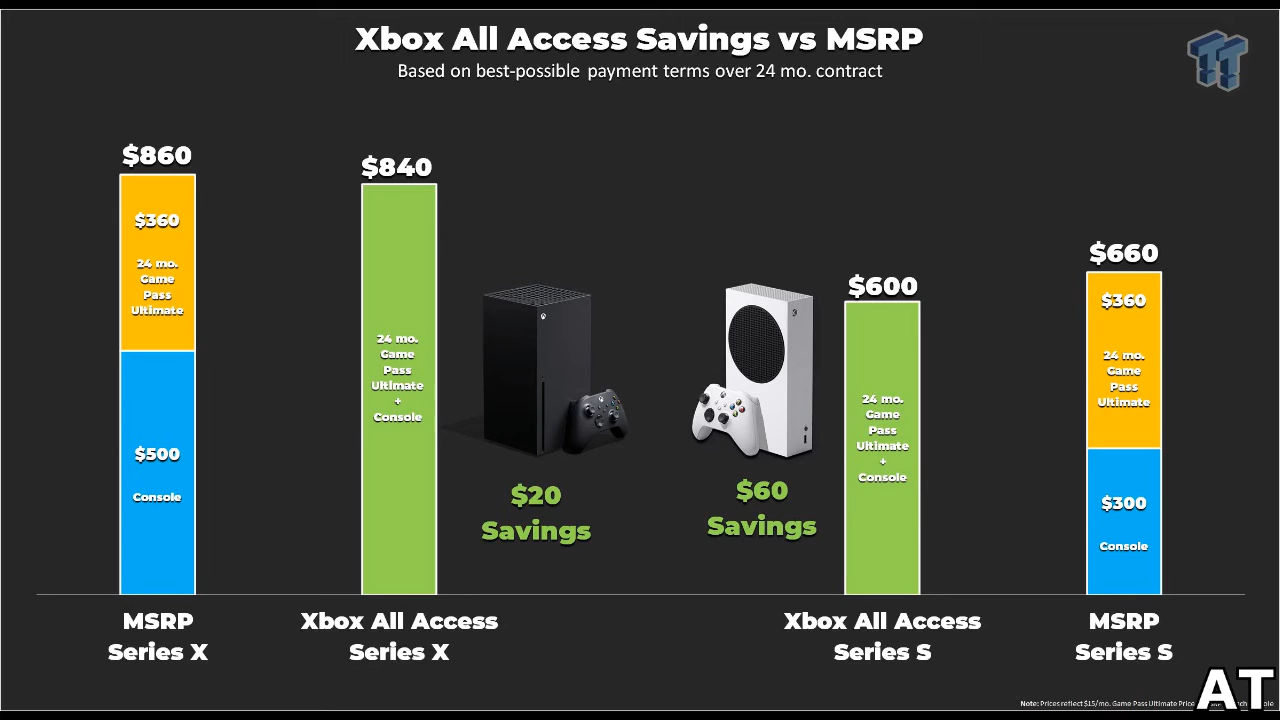 Xbox All Access Savings vs MSRP
Based on best-possible payment terms over 24 mo. contract
TT
$860
$360
24 mo.
Game
Pass
Ultimate
$500
Console
MSRP
Series X
$840
24 mo.
Game
Pass
Ultimate
+
Console
Xbox All Access
Series X
$20
Savings
$60
Savings
$600
24 mo.
Game
Pass
Ultimate
+
Console
Xbox All Access
Series S
$660
$360
24 mo.
Game
Pass
Ultimate
$300
Console
MSRP
Series S
Note: Prices reflect $15/mo. Game Pass Ultimate Price
AT